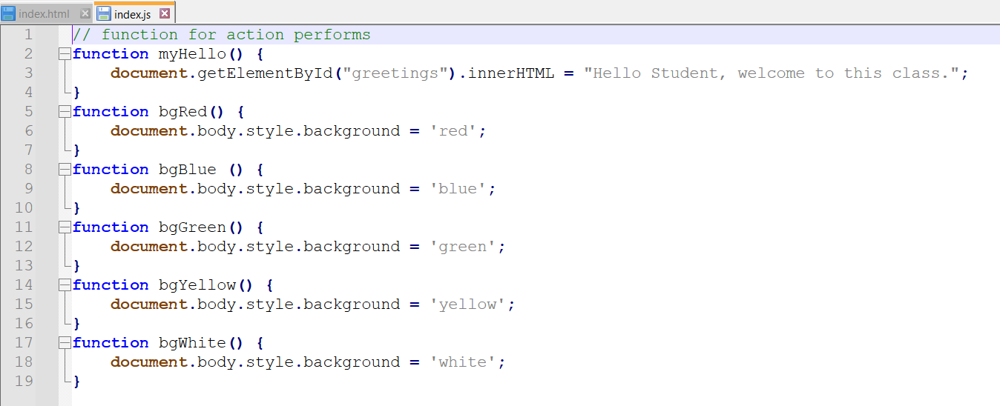 index.html index.js
1 // function for action performs
2 function myHello() {
3 document.getElementById("greetings").innerHTML = "Hello Student, welcome to this class.";
4 }
5 function bgRed() {
6 document.body.style.background = 'red';
7 }
8 function bgBlue () {
9 document.body.style.background = 'blue';
10 }
11 function bgGreen() {
12 document.body.style.background = 'green';
13 }
14 function bgYellow() {
15 document.body.style.background = 'yellow';
16 }
17 function bgWhite() {
18 document.body.style.background = 'white';
19 }